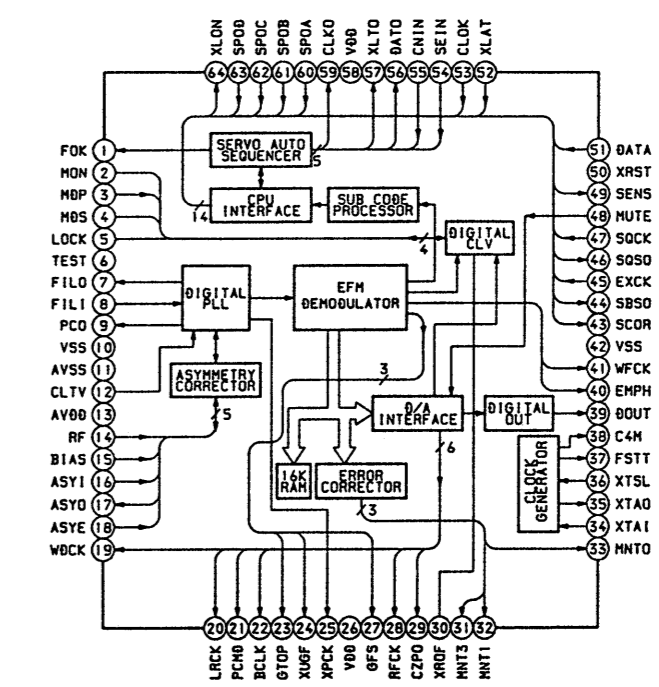 XLON SPOD SPOC SPOB SPOA CLKO VDD XLTO DATO CNIN SEIN CLOK XLAT
64 63 62 61 60 59 58 57 56 55 54 53 52
FOK 1
MON 2
MDP 3
MDS 4
LOCK 5
TEST 6
FILO 7
FILI 8
PCO 9
VSS 10
AVSS 11
CLTV 12
AVDD 13
RF 14
BIAS 15
ASYI 16
ASYO 17
ASYE 18
WDCK 19
SERVO AUTO
SEQUENCER
5
CPU
INTERFACE
14
SUB CODE
PROCESSOR
DIGITAL
CLV
4
DIGITAL
PLL
EFM
DEMODULATOR
ASYMMETRY
CORRECTOR
5
3
D/A
INTERFACE
6
DIGITAL
OUT
16K
RAM
ERROR
CORRECTOR
3
CLOCK
GENERATOR
51 DATA
50 XRST
49 SENS
48 MUTE
47 SQCK
46 SQSO
45 EXCK
44 SBSO
43 SCOR
42 VSS
41 WFCK
40 EMPH
39 DOUT
38 C4M
37 FSTT
36 XTSL
35 XTAO
34 XTAI
33 MNTO
20 21 22 23 24 25 26 27 28 29 30 31 32
LRCK PCMD BCLK GTOP XUGF XPCK VDD GFS RFCK C2PO XROF MNT3 MNT1